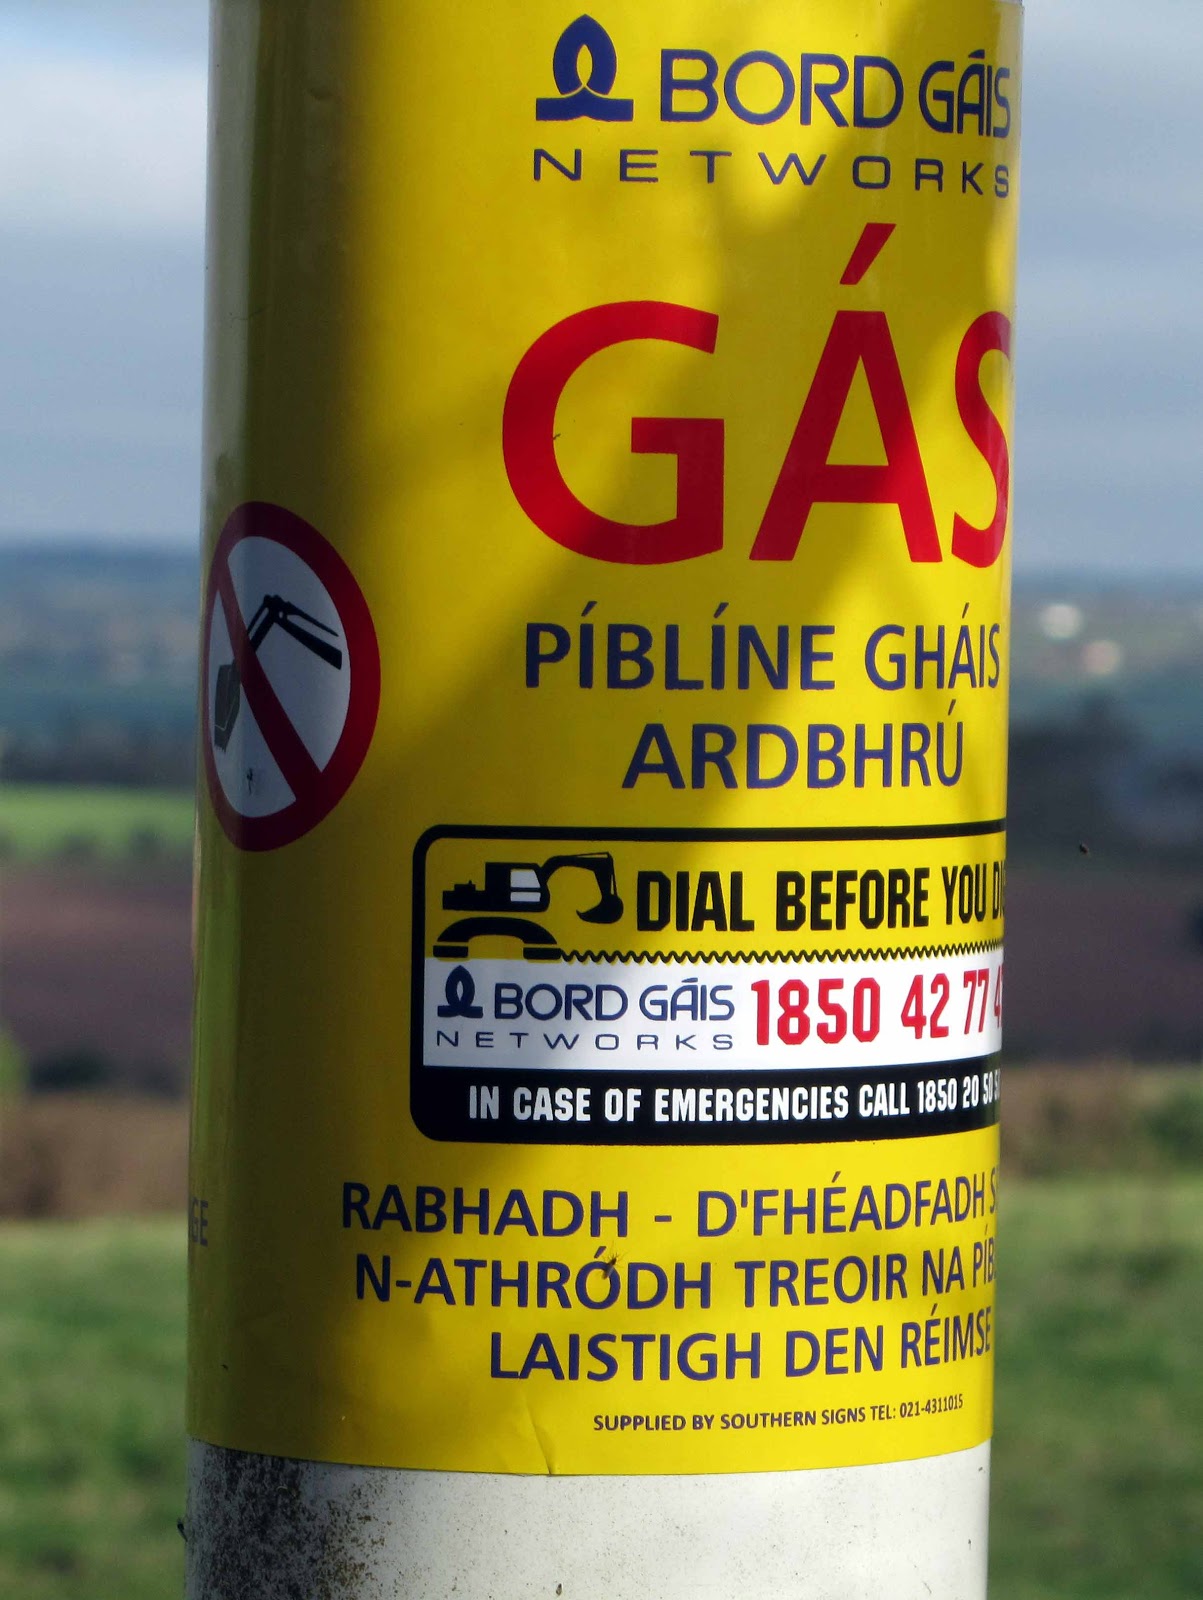 BORD GÁIS
NETWORKS
GÁS
PÍBLÍNE GHÁIS
ARDBHRÚ
DIAL BEFORE YOU
BORD GÁIS 1850 42 77
NETWORKS
IN CASE OF EMERGENCIES CALL 1850 20 50
RABHADH - D'FHÉADFADH
N-ATHRÓDH TREOIR NA
LAISTIGH DEN RÉIMSE
SUPPLIED BY SOUTHERN SIGNS TEL: 021-4311015